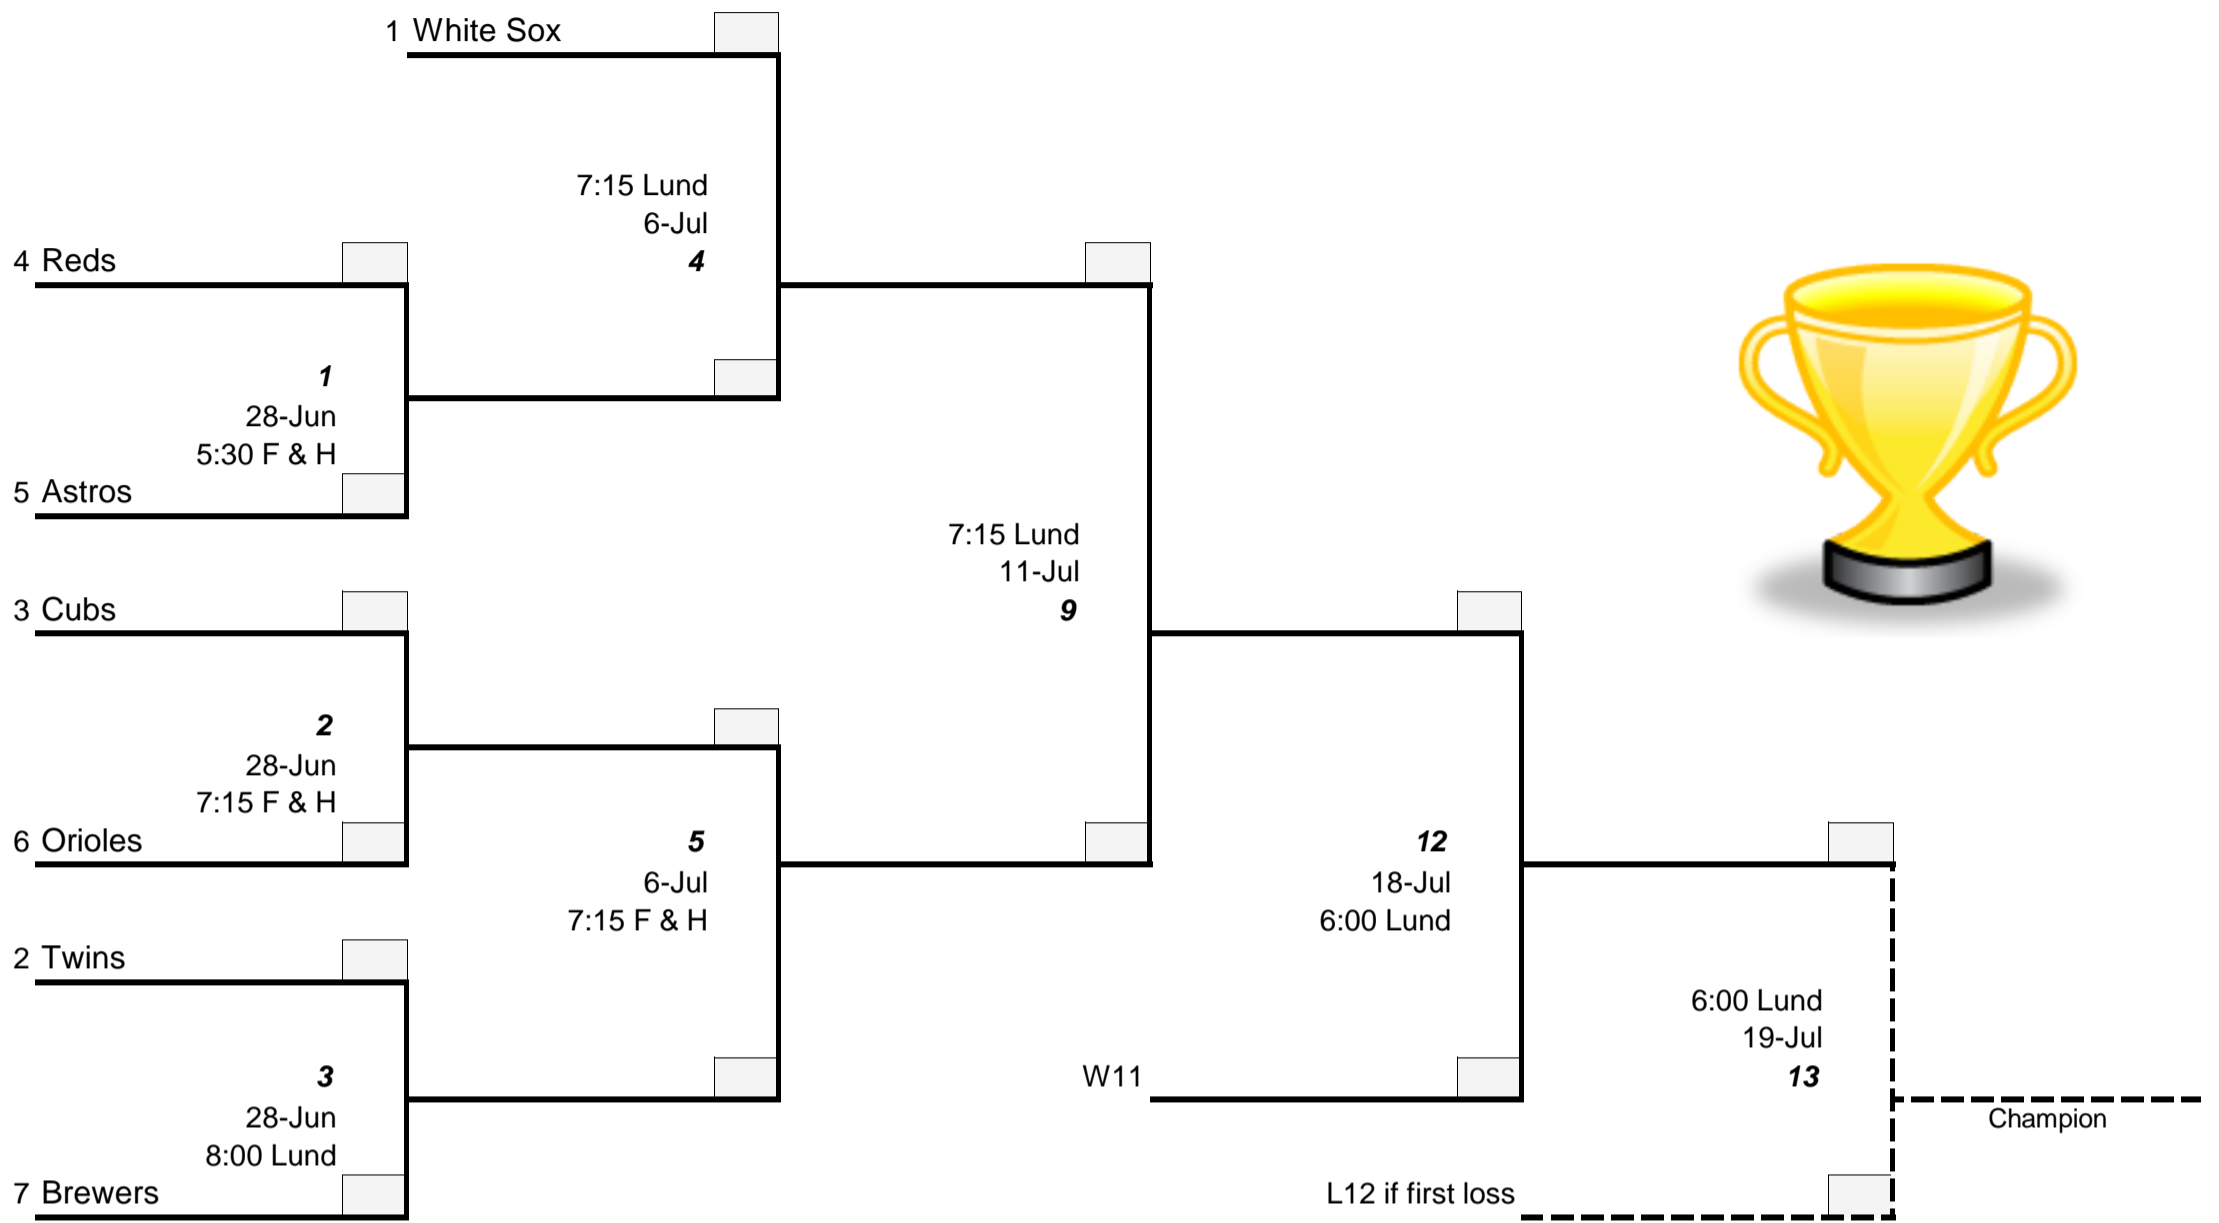 1 White Sox
7:15 Lund
6-Jul
4
4 Reds
1
28-Jun
5:30 F & H
5 Astros
7:15 Lund
11-Jul
9
3 Cubs
2
28-Jun
7:15 F & H
6 Orioles
5
6-Jul
7:15 F & H
12
18-Jul
6:00 Lund
2 Twins
6:00 Lund
19-Jul
13
3
28-Jun
8:00 Lund
W11
Champion
7 Brewers
L12 if first loss